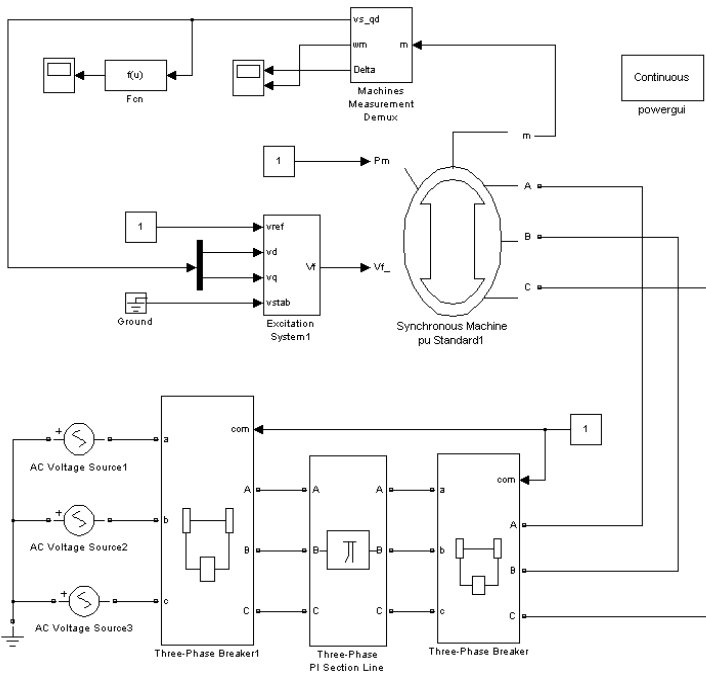 vs_qd
wm
m
Delta
Machines
Measurement
Demux
f(u)
Fcn
Continuous
powergui
1
Pm
m
A
B
C
1
vref
vd
vq
vstab
Vf
Vf_
Ground
Excitation
System1
Synchronous Machine
pu Standard1
+
AC Voltage Source1
+
AC Voltage Source2
+
AC Voltage Source3
com
a
b
c
A
B
C
Three-Phase Breaker1
A
B
C
A
B
C
Three-Phase
PI Section Line
com
a
b
c
A
B
C
Three-Phase Breaker
1